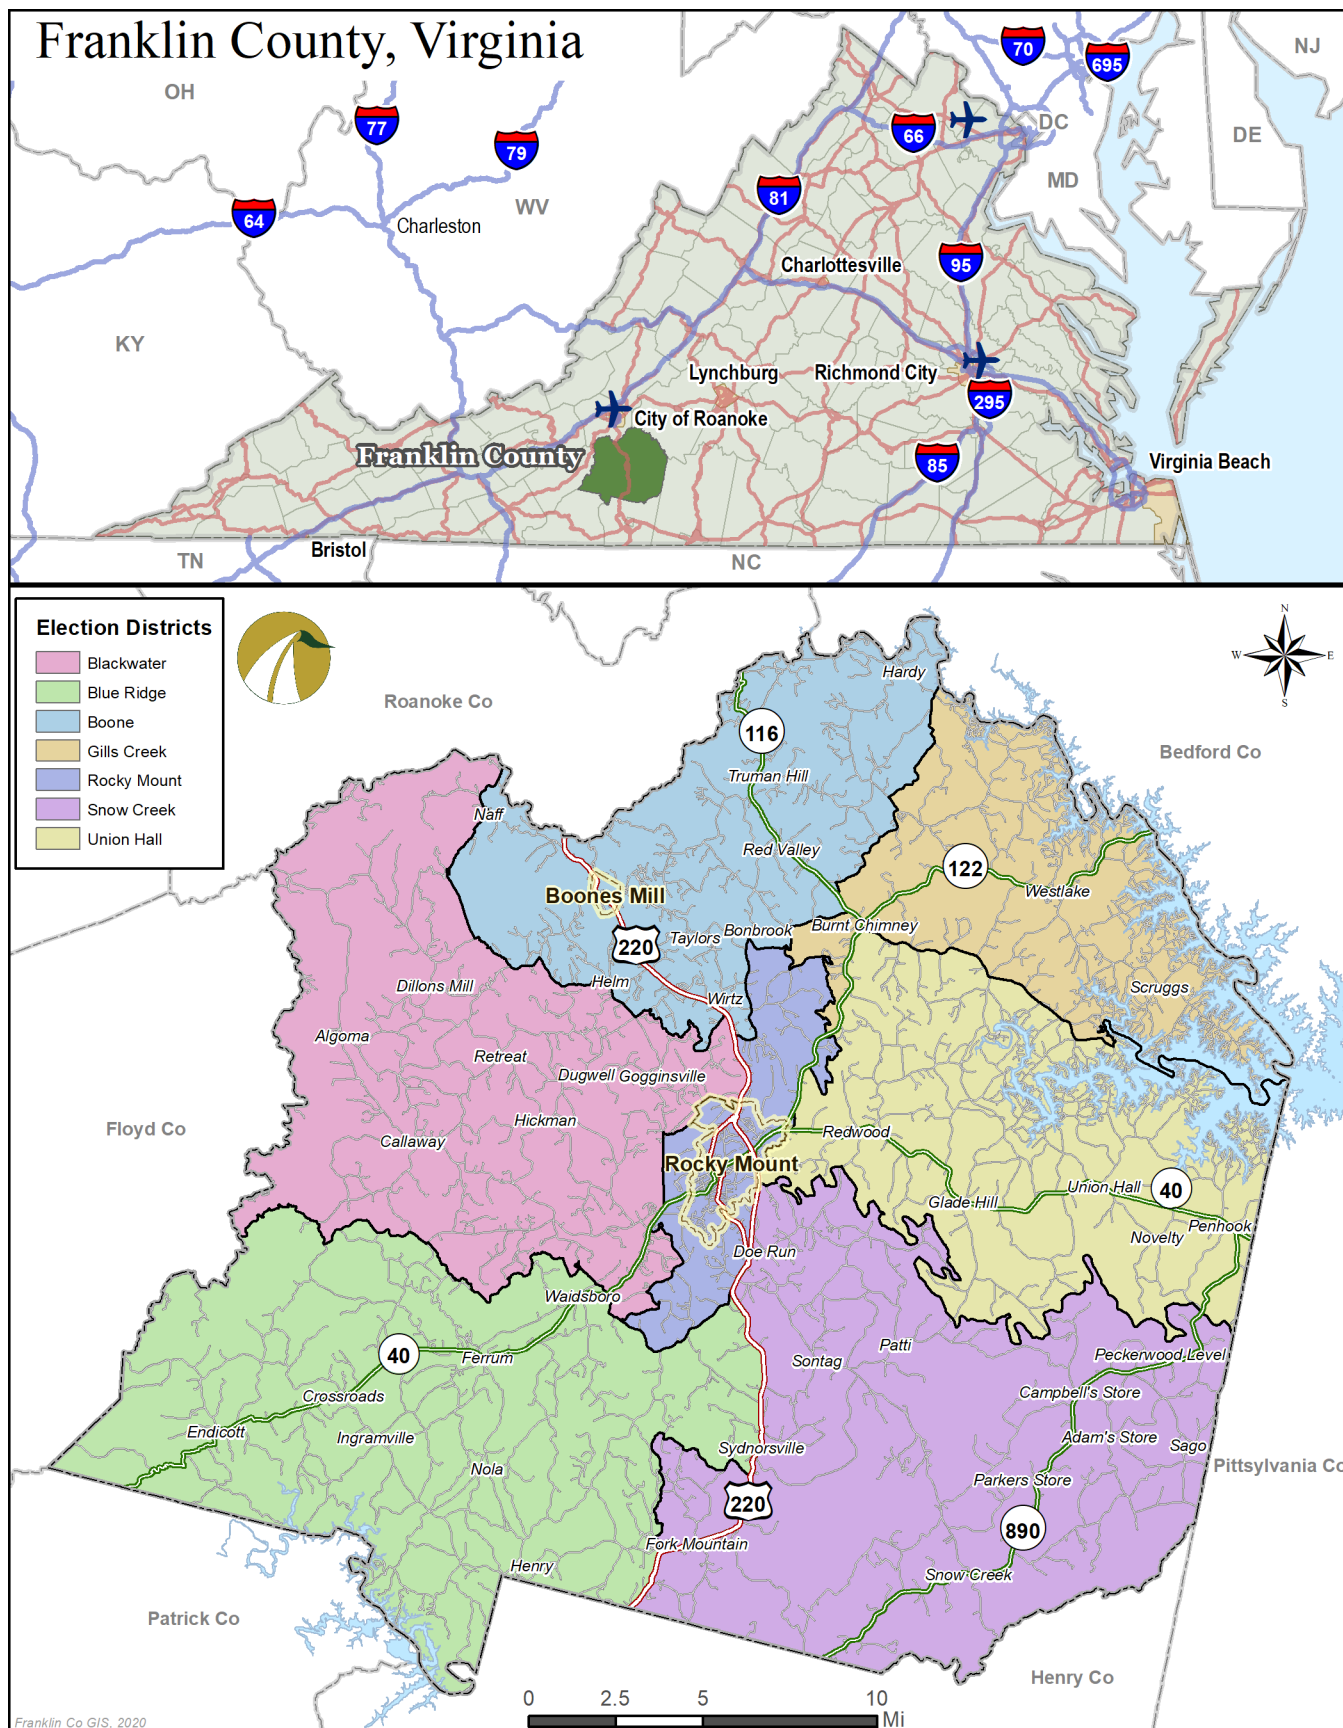 Franklin County, Virginia
OH
77
79
64
WV
Charleston
KY
81
66
70
695
NJ
DC
DE
MD
95
Charlottesville
Lynchburg
Richmond City
295
City of Roanoke
Franklin County
85
Virginia Beach
Bristol
TN
NC
Election Districts
Blackwater
Blue Ridge
Boone
Gills Creek
Rocky Mount
Snow Creek
Union Hall
N
W
E
S
Roanoke Co
Bedford Co
Hardy
116
Truman Hill
Naff
Red Valley
122
Westlake
Boones Mill
220
Taylors
Bonbrook
Burnt Chimney
Helm
Wirtz
Dillons Mill
Scruggs
Algoma
Retreat
Dugwell
Gogginsville
Hickman
Floyd Co
Callaway
Redwood
Rocky Mount
Glade Hill
Union Hall
40
Penhook
Novelty
Doe Run
Waidsboro
40
Ferrum
Patti
Sontag
Peckerwood Level
Crossroads
Campbell's Store
Endicott
Ingramville
Adam's Store
Sago
Sydnorsville
Nola
Pittsylvania Co
Parkers Store
220
890
Fork Mountain
Henry
Snow Creek
Patrick Co
Henry Co
0
2.5
5
10
Mi
Franklin Co GIS, 2020